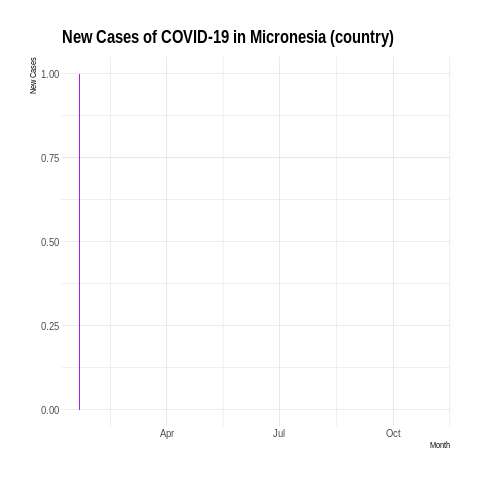 New Cases of COVID-19 in Micronesia (country)
New Cases
1.00
0.75
0.50
0.25
0.00
Apr
Jul
Oct
Month